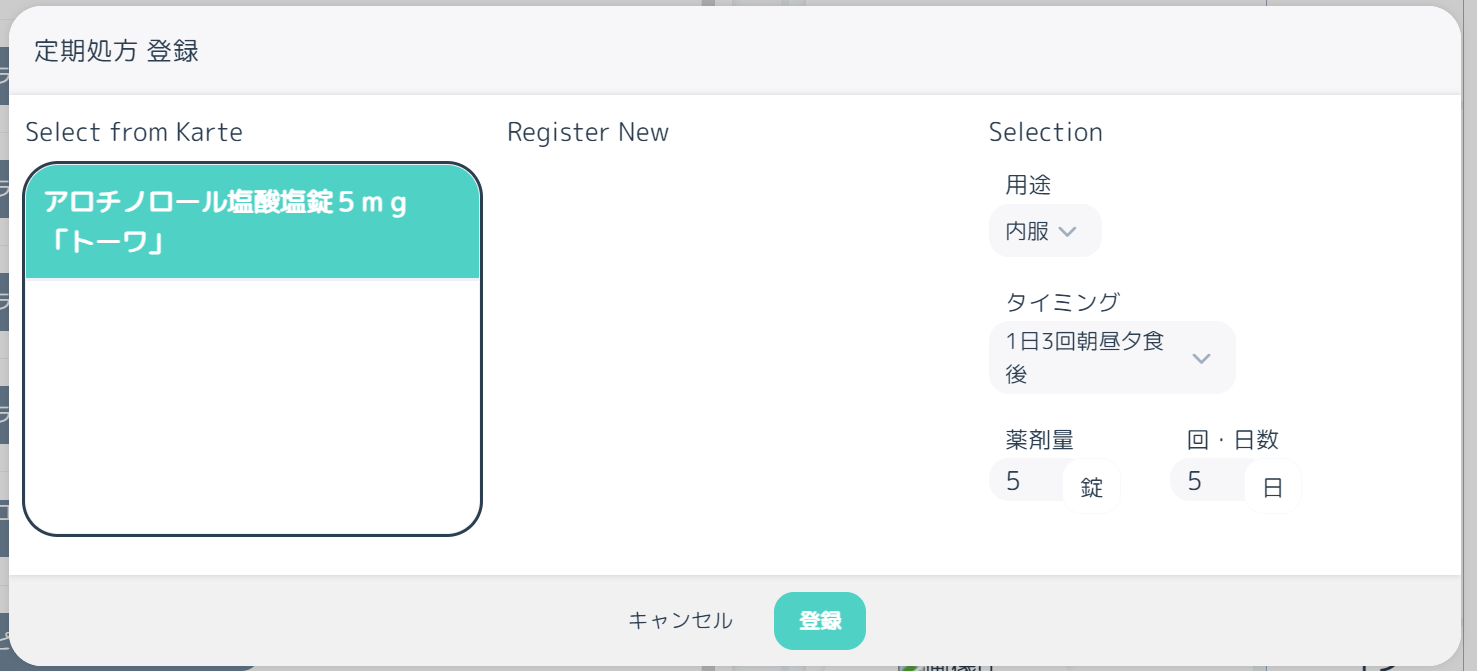 定期処方 登録
Select from Karte
アロチノロール塩酸塩錠５ｍｇ
「トーワ」
Register New
Selection
用途
内服
タイミング
1日3回朝昼夕食
後
薬剤量
回・日数
5 錠
5 日
キャンセル
登録